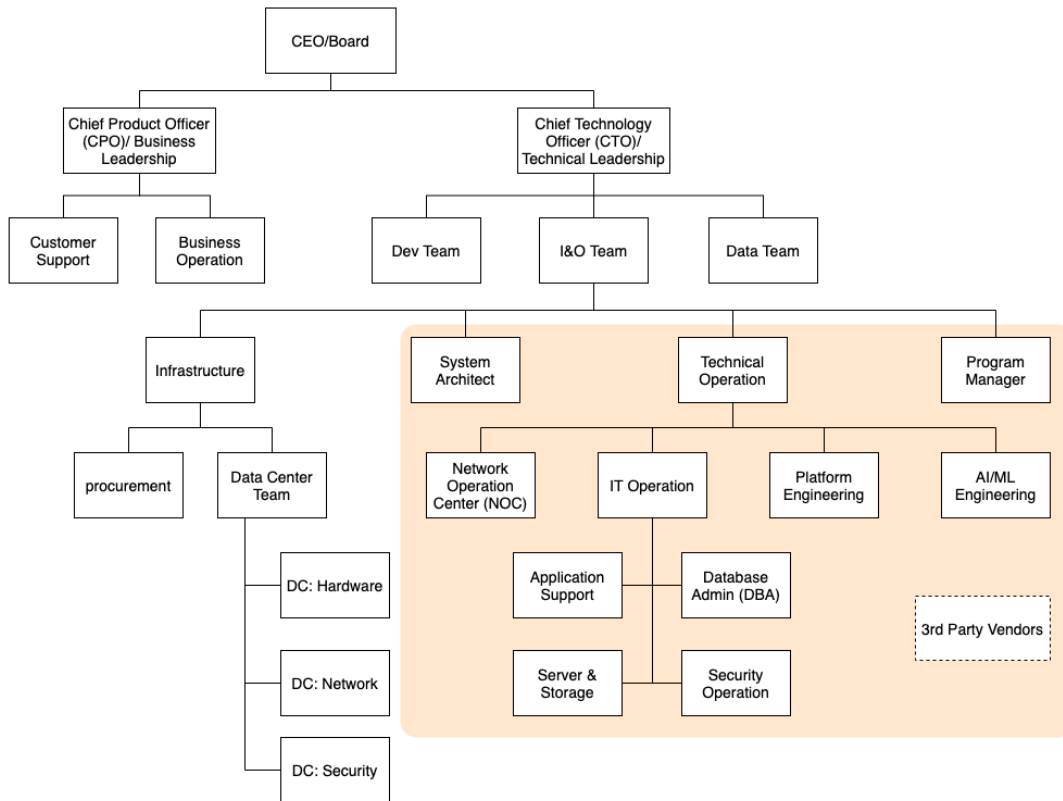 CEO/Board
Chief Product Officer
(CPO)/ Business
Leadership
Chief Technology
Officer (CTO)/
Technical Leadership
Customer
Support
Business
Operation
Dev Team
I&O Team
Data Team
Infrastructure
System
Architect
Technical
Operation
Program
Manager
procurement
Data Center
Team
Network
Operation
Center (NOC)
IT Operation
Platform
Engineering
AI/ML
Engineering
DC: Hardware
Application
Support
Database
Admin (DBA)
3rd Party Vendors
DC: Network
Server &
Storage
Security
Operation
DC: Security